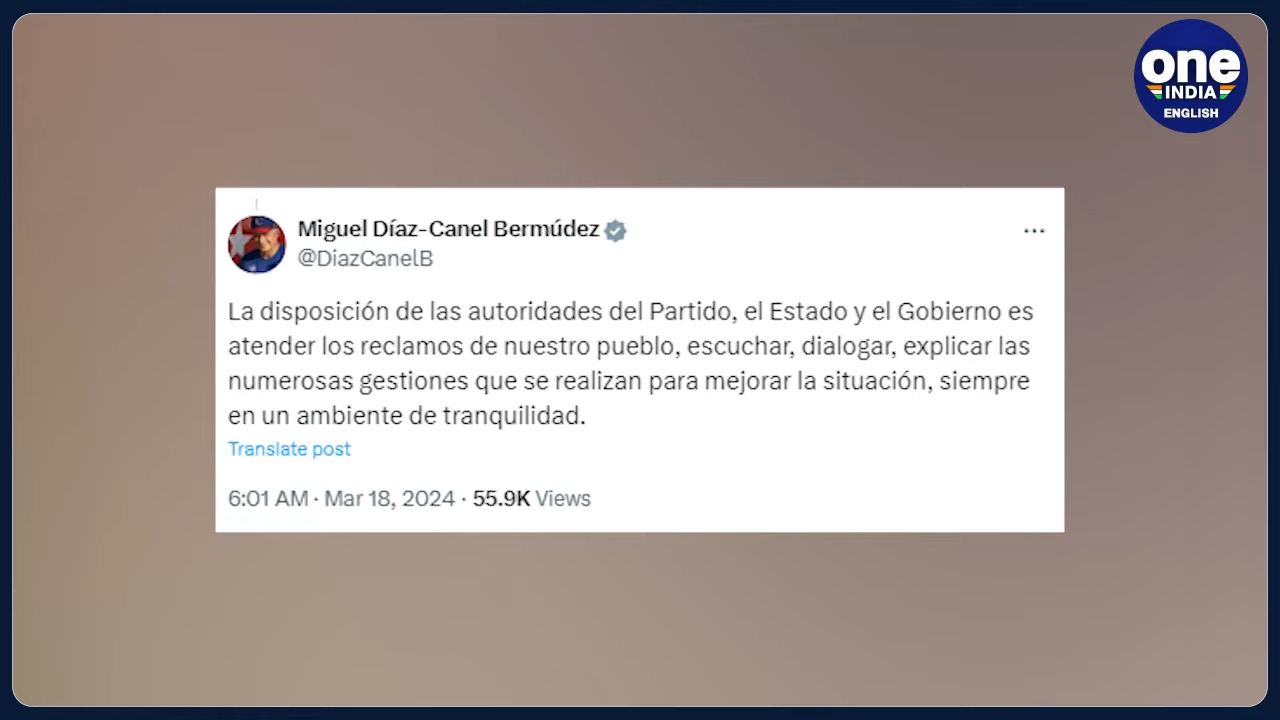 one
INDIA
ENGLISH
Miguel Díaz-Canel Bermúdez
@DiazCanelB
La disposición de las autoridades del Partido, el Estado y el Gobierno es
atender los reclamos de nuestro pueblo, escuchar, dialogar, explicar las
numerosas gestiones que se realizan para mejorar la situación, siempre
en un ambiente de tranquilidad.
Translate post
6:01 AM · Mar 18, 2024 · 55.9K Views